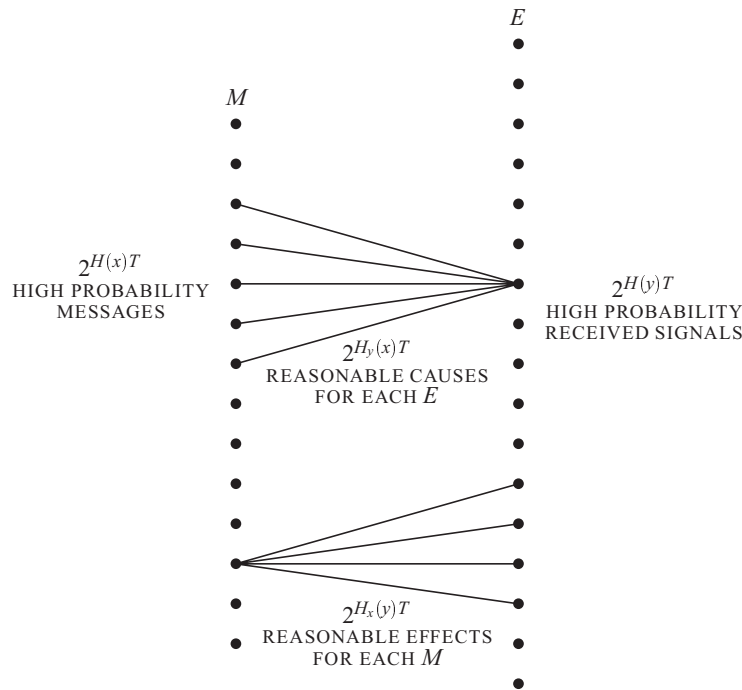 E
M
2^{H(x)T}
HIGH PROBABILITY
MESSAGES
2^{H(y)T}
HIGH PROBABILITY
RECEIVED SIGNALS
2^{H_y(x)T}
REASONABLE CAUSES
FOR EACH E
2^{H_x(y)T}
REASONABLE EFFECTS
FOR EACH M